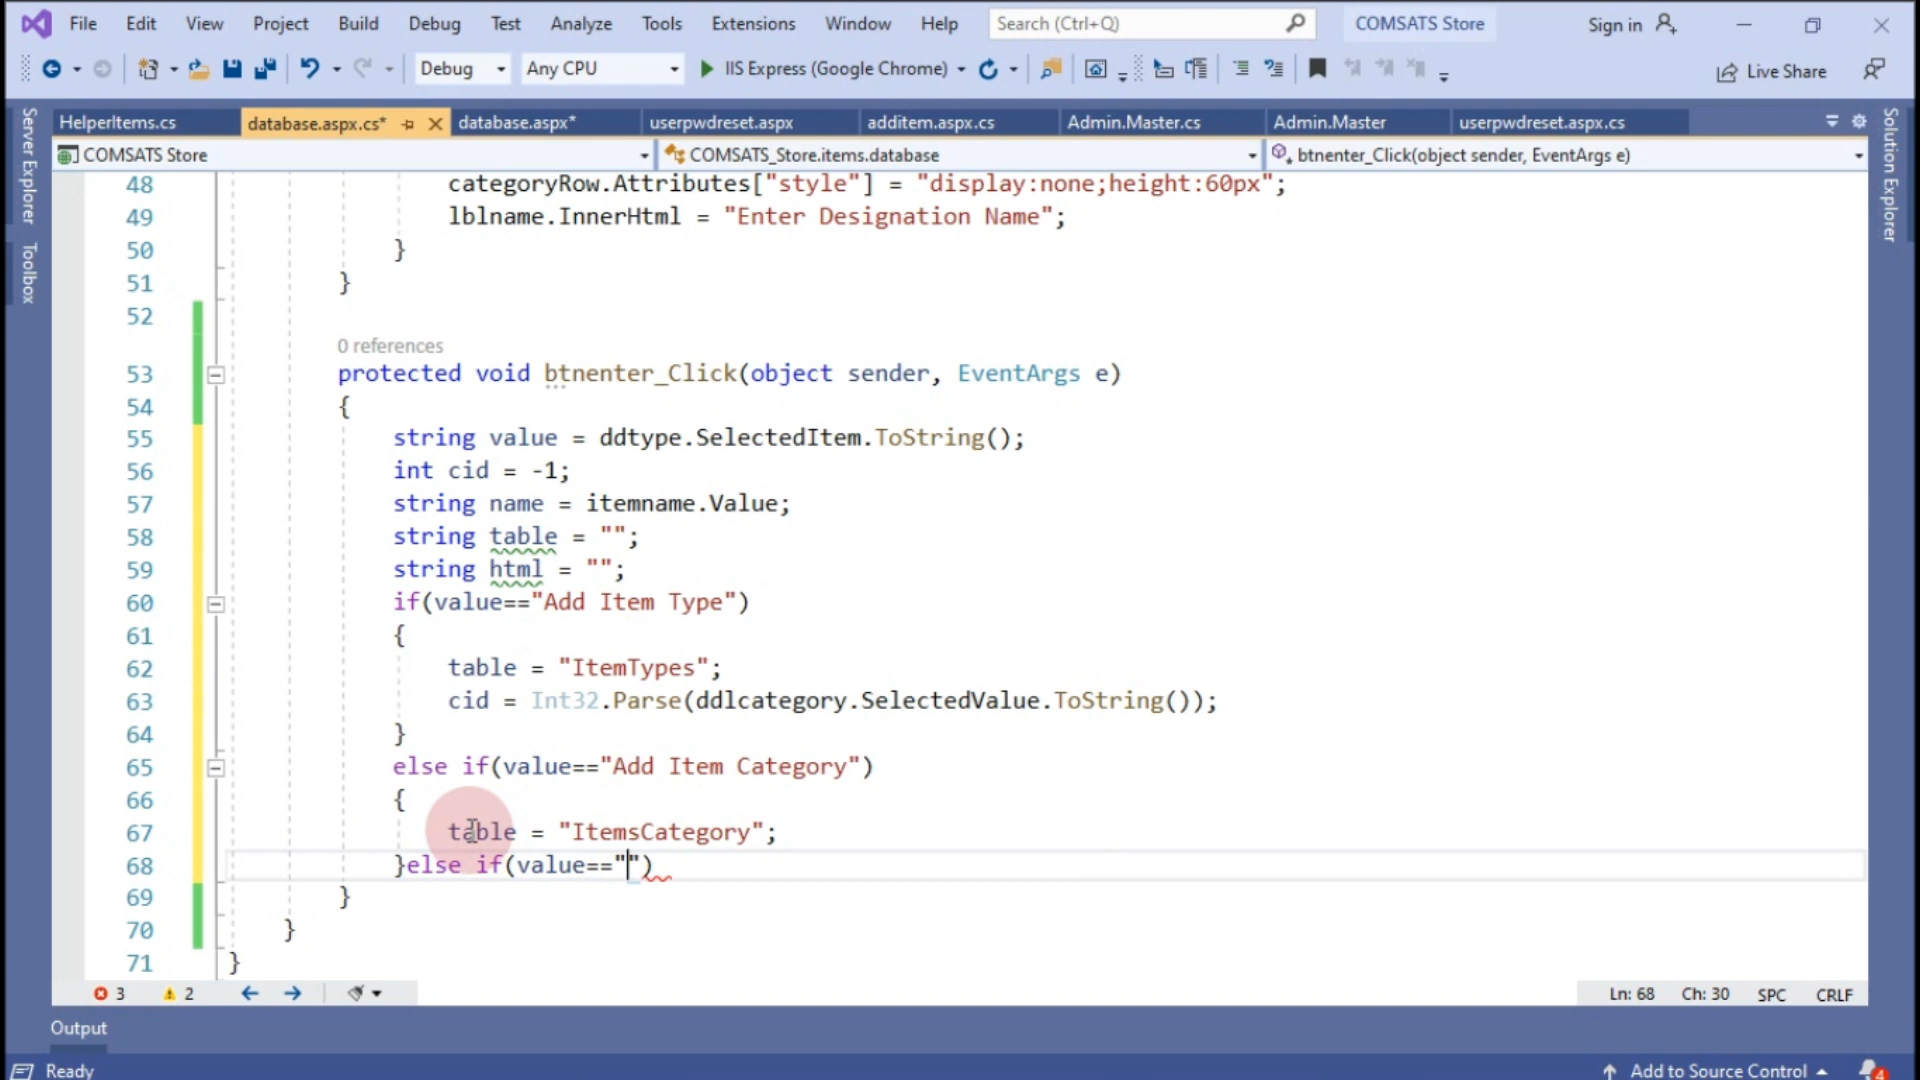 File Edit View Project Build Debug Test Analyze Tools Extensions Window Help Search (Ctrl+Q) COMSATS Store Sign in
Debug Any CPU IIS Express (Google Chrome) Live Share
HelperItems.cs database.aspx.cs* database.aspx* userpwdreset.aspx additem.aspx.cs Admin.Master.cs Admin.Master userpwdreset.aspx.cs
COMSATS Store COMSATS_Store.items.database btnenter_Click(object sender, EventArgs e)
Server Explorer
Toolbox
Solution Explorer
48 categoryRow.Attributes["style"] = "display:none;height:60px";
49 lblname.InnerHtml = "Enter Designation Name";
50 }
51 }
52
0 references
53 protected void btnenter_Click(object sender, EventArgs e)
54 {
55 string value = ddtype.SelectedItem.ToString();
56 int cid = -1;
57 string name = itemname.Value;
58 string table = "";
59 string html = "";
60 if(value=="Add Item Type")
61 {
62 table = "ItemTypes";
63 cid = Int32.Parse(ddlcategory.SelectedValue.ToString());
64 }
65 else if(value=="Add Item Category")
66 {
67 table = "ItemsCategory";
68 }else if(value=="")
69 }
70 }
71 }
3 2 Ln: 68 Ch: 30 SPC CRLF
Output
Ready Add to Source Control 4